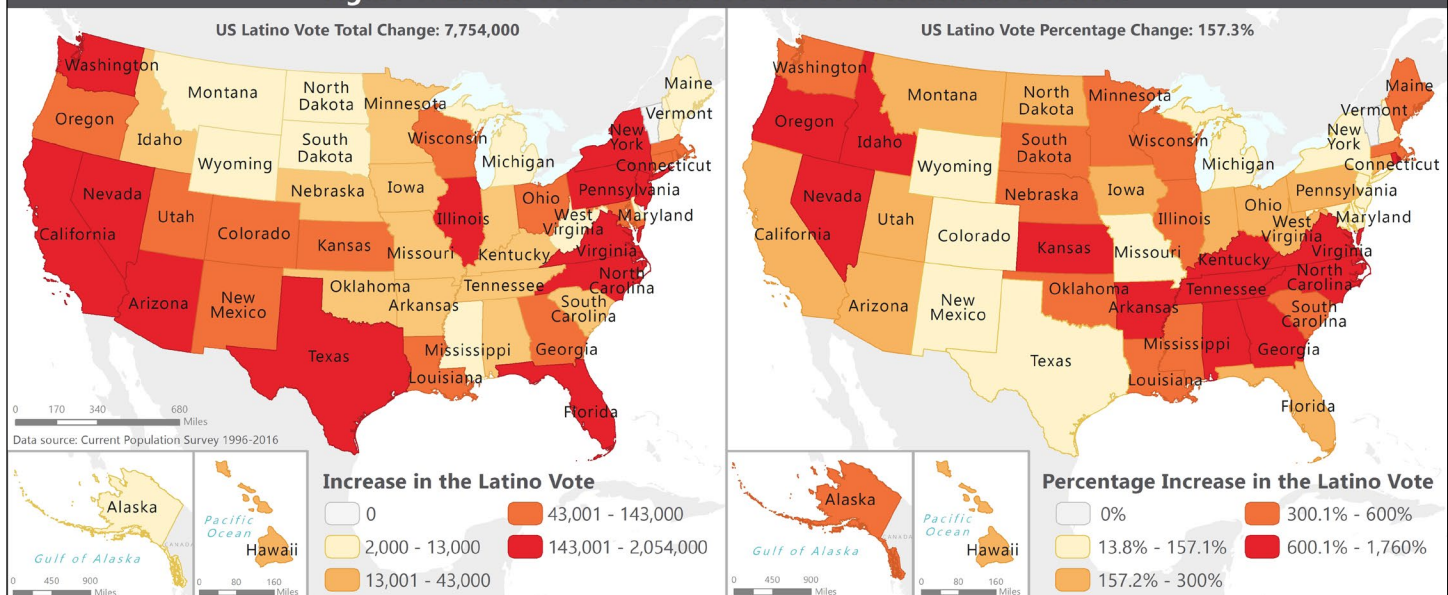 US Latino Vote Total Change: 7,754,000
Washington
Oregon
Idaho
Montana
North
Dakota
Minnesota
South
Dakota
Wyoming
Wisconsin
Michigan
Maine
Vermont
New
York
Connecticut
Nevada
Utah
Nebraska
Iowa
Illinois
Ohio
Pennsylvania
West
Virginia
Maryland
California
Colorado
Kansas
Missouri
Kentucky
Virginia
North
Carolina
Arizona
New
Mexico
Oklahoma
Arkansas
Tennessee
South
Carolina
Texas
Louisiana
Mississippi
Georgia
Florida
0 170 340 680
Miles
Data source: Current Population Survey 1996-2016
Alaska
CANADA
Gulf of Alaska
0 450 900
Miles
Pacific
Ocean
Hawaii
0 80 160
Miles
Increase in the Latino Vote
0
2,000 - 13,000
13,001 - 43,000
43,001 - 143,000
143,001 - 2,054,000
US Latino Vote Percentage Change: 157.3%
Washington
Oregon
Idaho
Montana
North
Dakota
Minnesota
South
Dakota
Wyoming
Wisconsin
Michigan
Maine
Vermont
New
York
Connecticut
Nevada
Utah
Nebraska
Iowa
Illinois
Ohio
Pennsylvania
West
Virginia
Maryland
California
Colorado
Kansas
Missouri
Kentucky
Virginia
North
Carolina
Arizona
New
Mexico
Oklahoma
Arkansas
Tennessee
South
Carolina
Texas
Louisiana
Mississippi
Georgia
Florida
Alaska
CANADA
Gulf of Alaska
0 450 900
Miles
Pacific
Ocean
Hawaii
0 80 160
Miles
Percentage Increase in the Latino Vote
0%
13.8% - 157.1%
157.2% - 300%
300.1% - 600%
600.1% - 1,760%